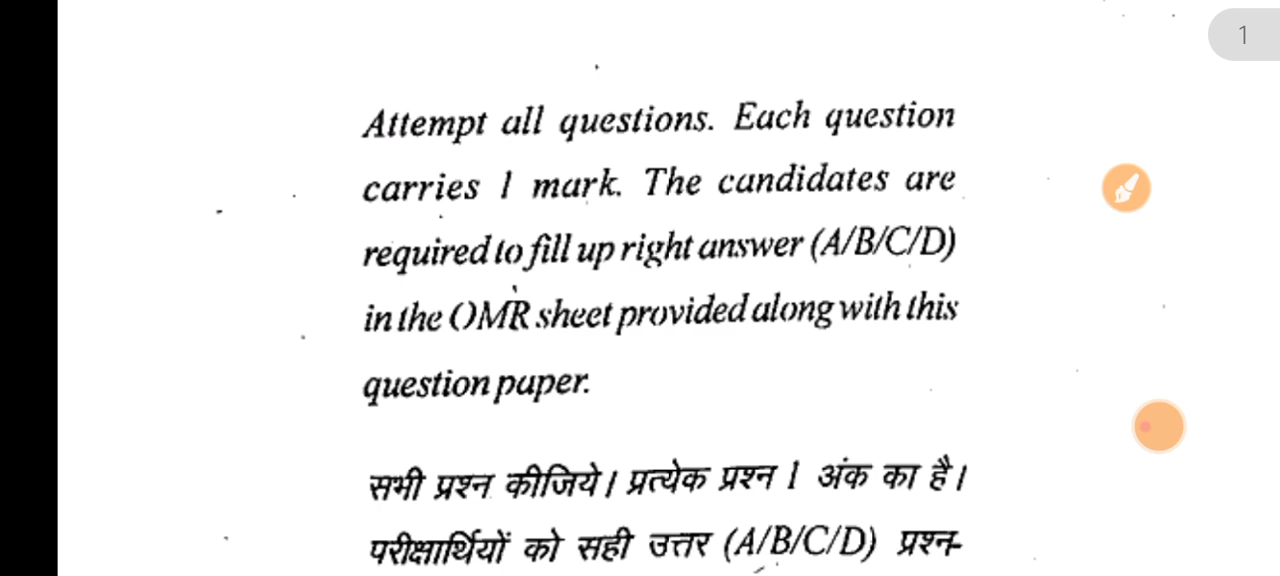 1
Attempt all questions. Each question
carries 1 mark. The candidates are
required to fill up right answer (A/B/C/D)
in the OMR sheet provided along with this
question paper.
सभी प्रश्न कीजिये। प्रत्येक प्रश्न 1 अंक का है।
परीक्षार्थियों को सही उत्तर (A/B/C/D) प्रश्न-